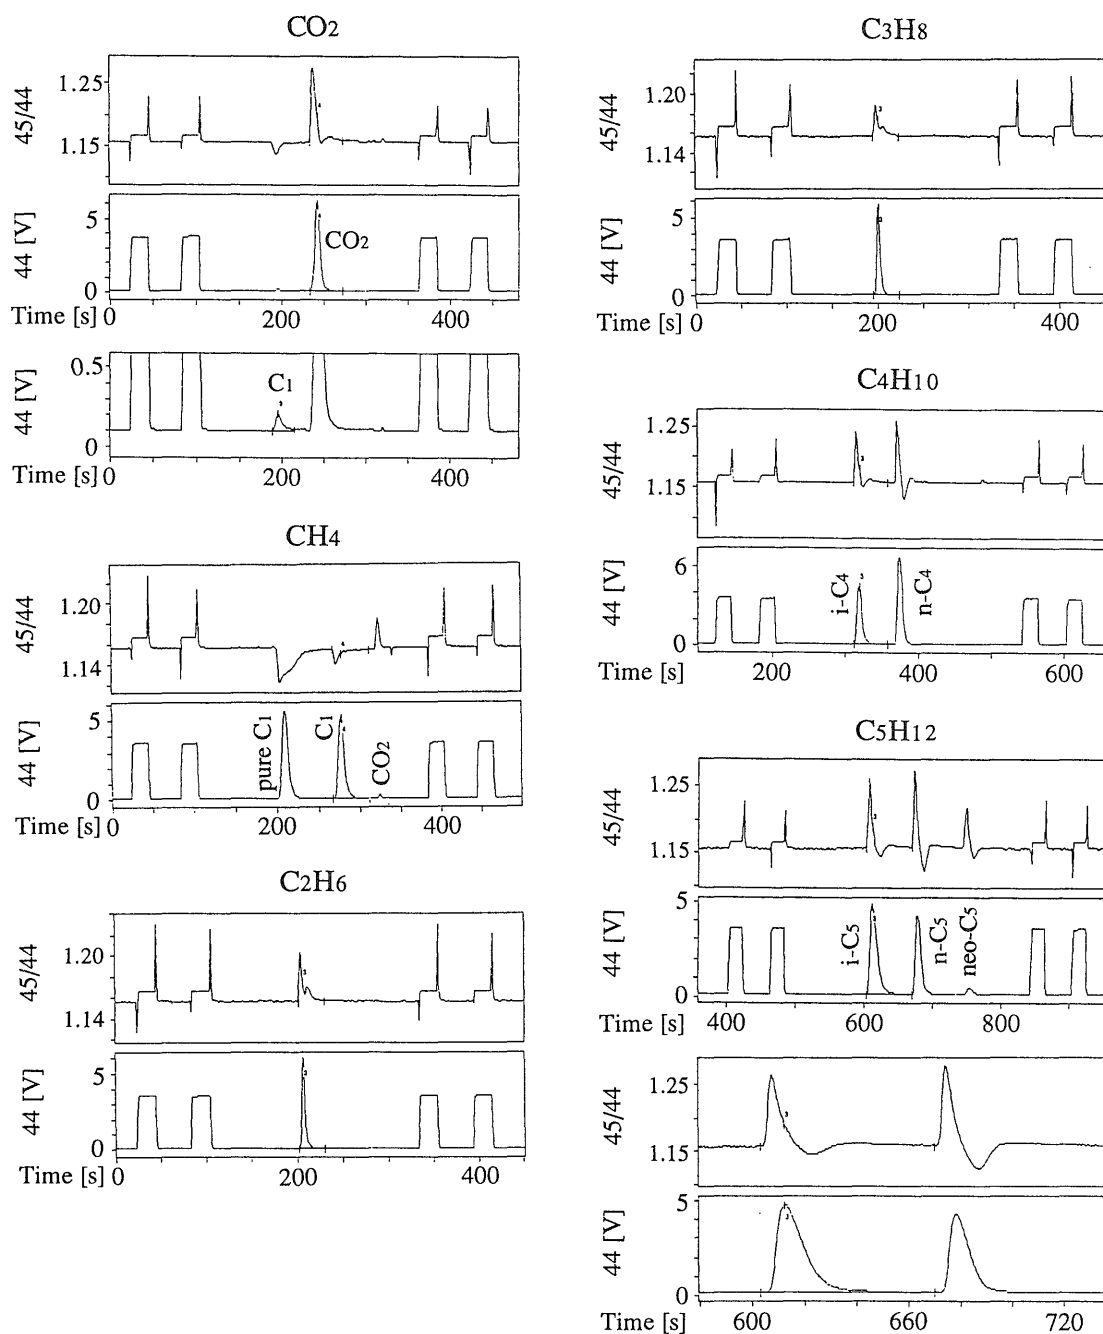 CO2
45/44
1.25
1.15
44 [V]
5
0
CO2
Time [s]
0
200
400
44 [V]
0.5
0
C1
Time [s]
0
200
400
CH4
45/44
1.20
1.14
44 [V]
5
0
pure C1
C1
CO2
Time [s]
0
200
400
C2H6
45/44
1.20
1.14
44 [V]
5
0
Time [s]
0
200
400
C3H8
45/44
1.20
1.14
44 [V]
5
0
Time [s]
0
200
400
C4H10
45/44
1.25
1.15
44 [V]
6
0
i-C4
n-C4
Time [s]
200
400
600
C5H12
45/44
1.25
1.15
44 [V]
5
0
i-C5
n-C5
neo-C5
Time [s]
400
600
800
45/44
1.25
1.15
44 [V]
5
0
Time [s]
600
660
720